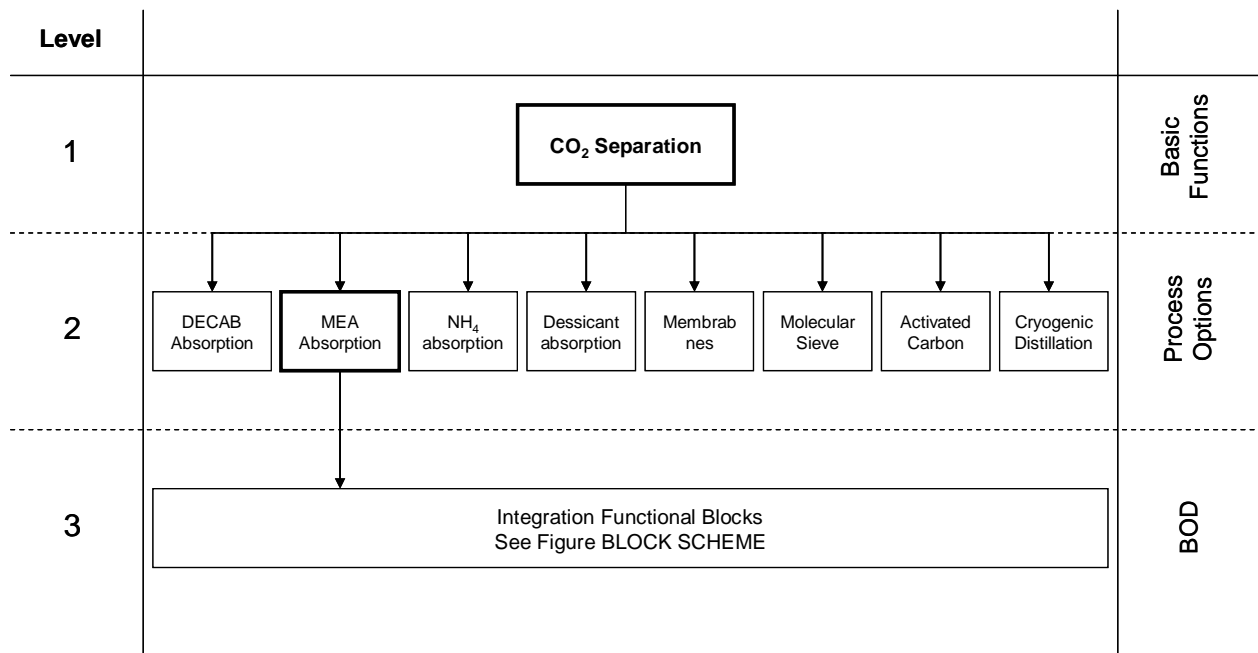 Level
1
CO₂ Separation
Basic
Functions
2
DECAB
Absorption
MEA
Absorption
NH₄
absorption
Dessicant
absorption
Membrab
nes
Molecular
Sieve
Activated
Carbon
Cryogenic
Distillation
Process
Options
3
Integration Functional Blocks
See Figure BLOCK SCHEME
BOD